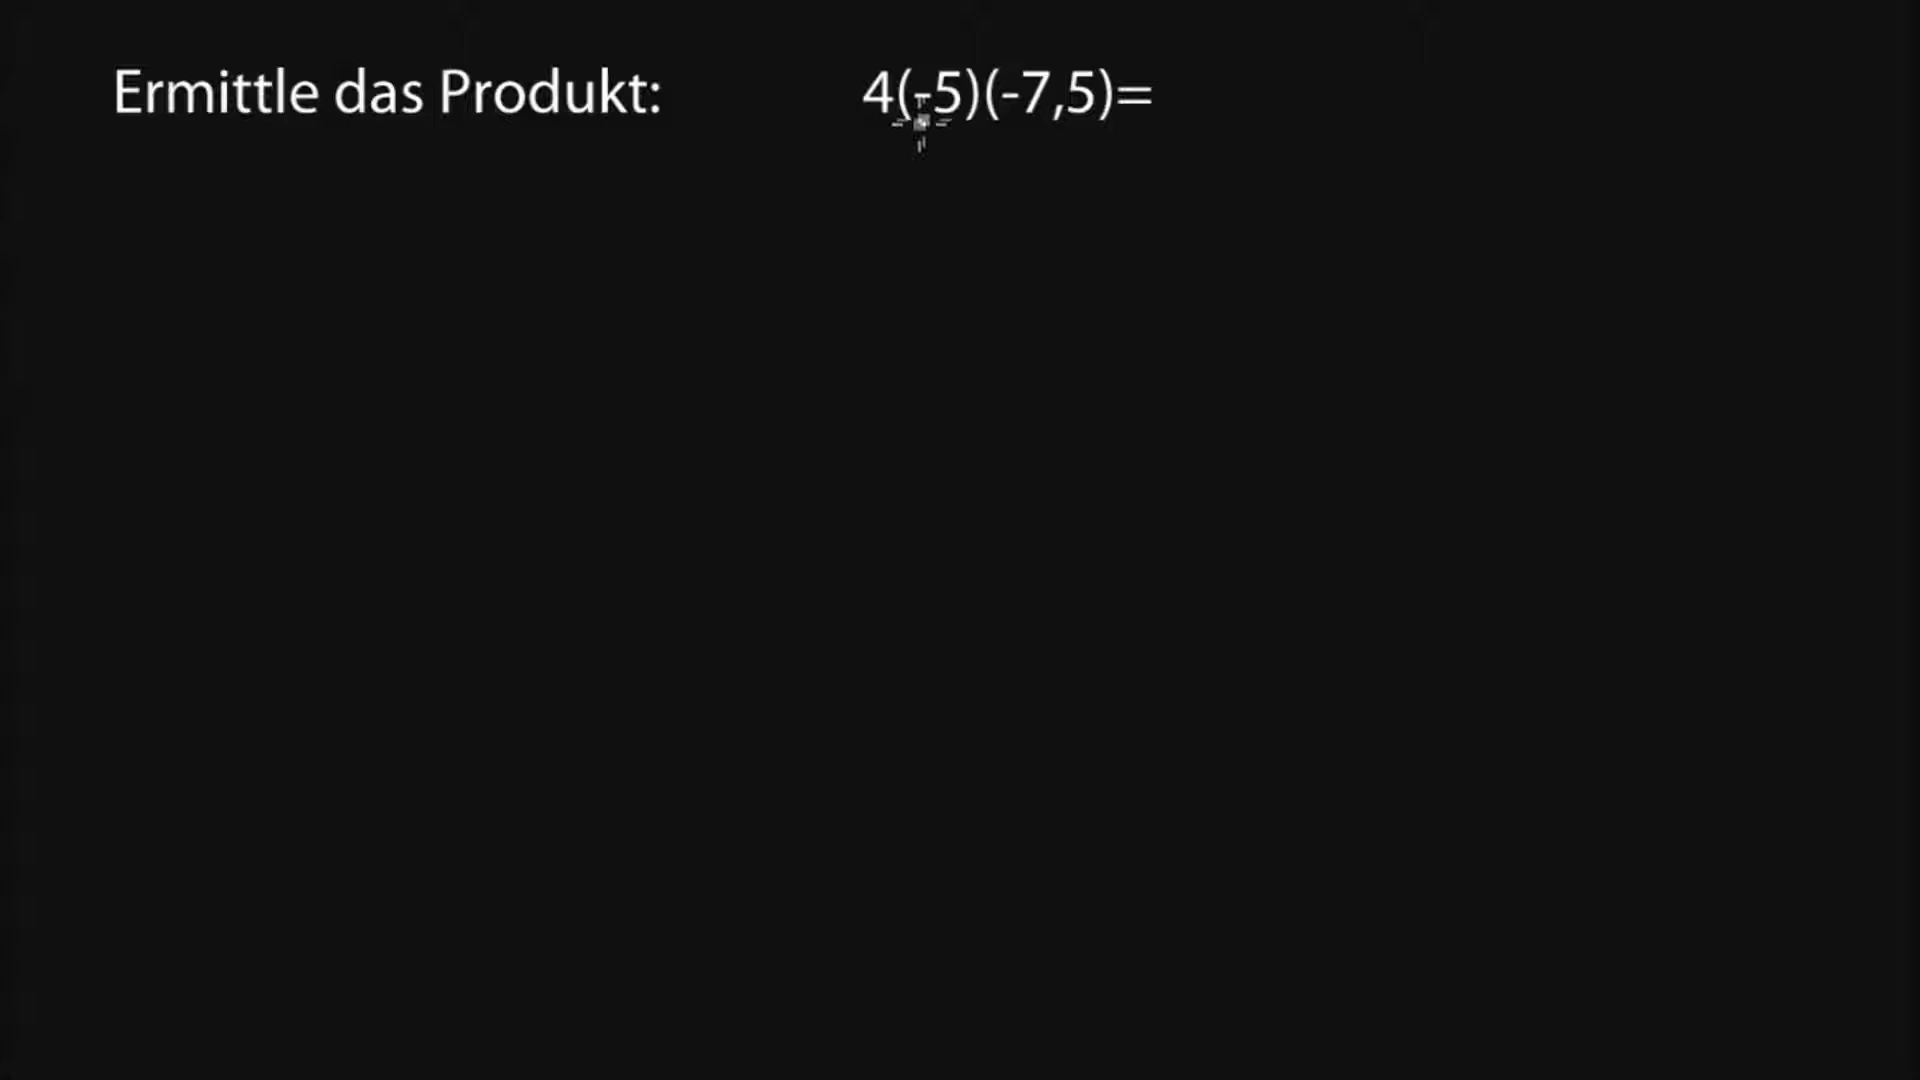 Ermittle das Produkt: 4(-5)(-7,5)=